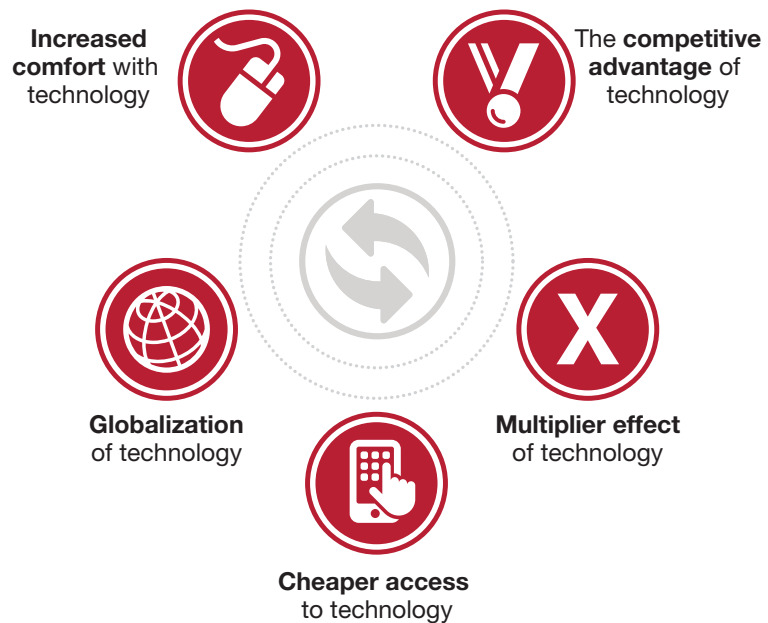 Increased
comfort with
technology
The competitive
advantage of
technology
Globalization
of technology
X
Multiplier effect
of technology
Cheaper access
to technology